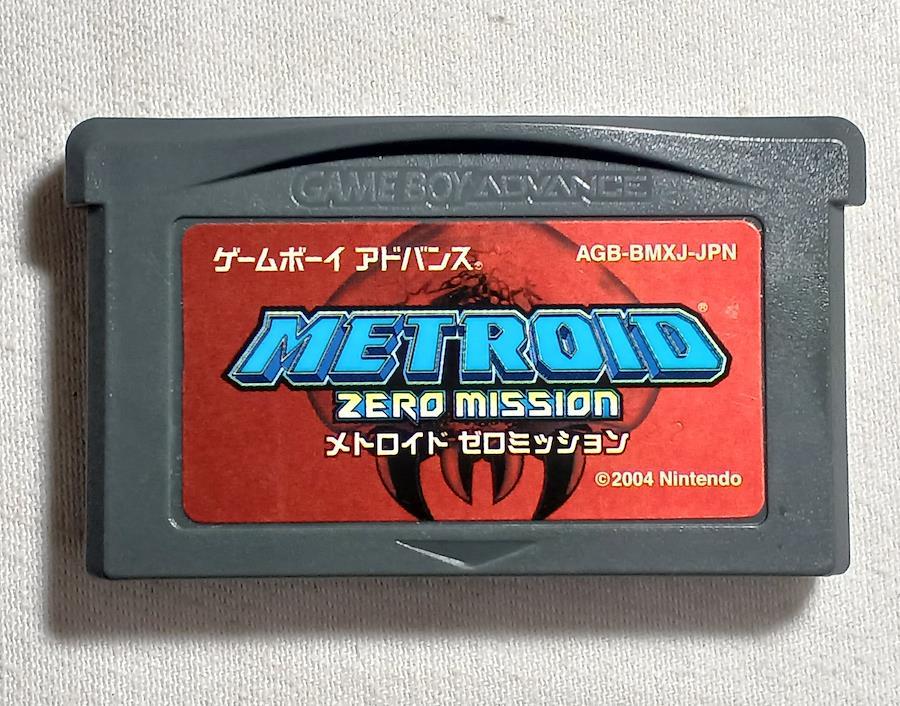 GAME BOY ADVANCE
ゲームボーイ アドバンス®
AGB-BMXJ-JPN
METROID®
ZERO MISSION
メトロイド ゼロミッション
©2004 Nintendo